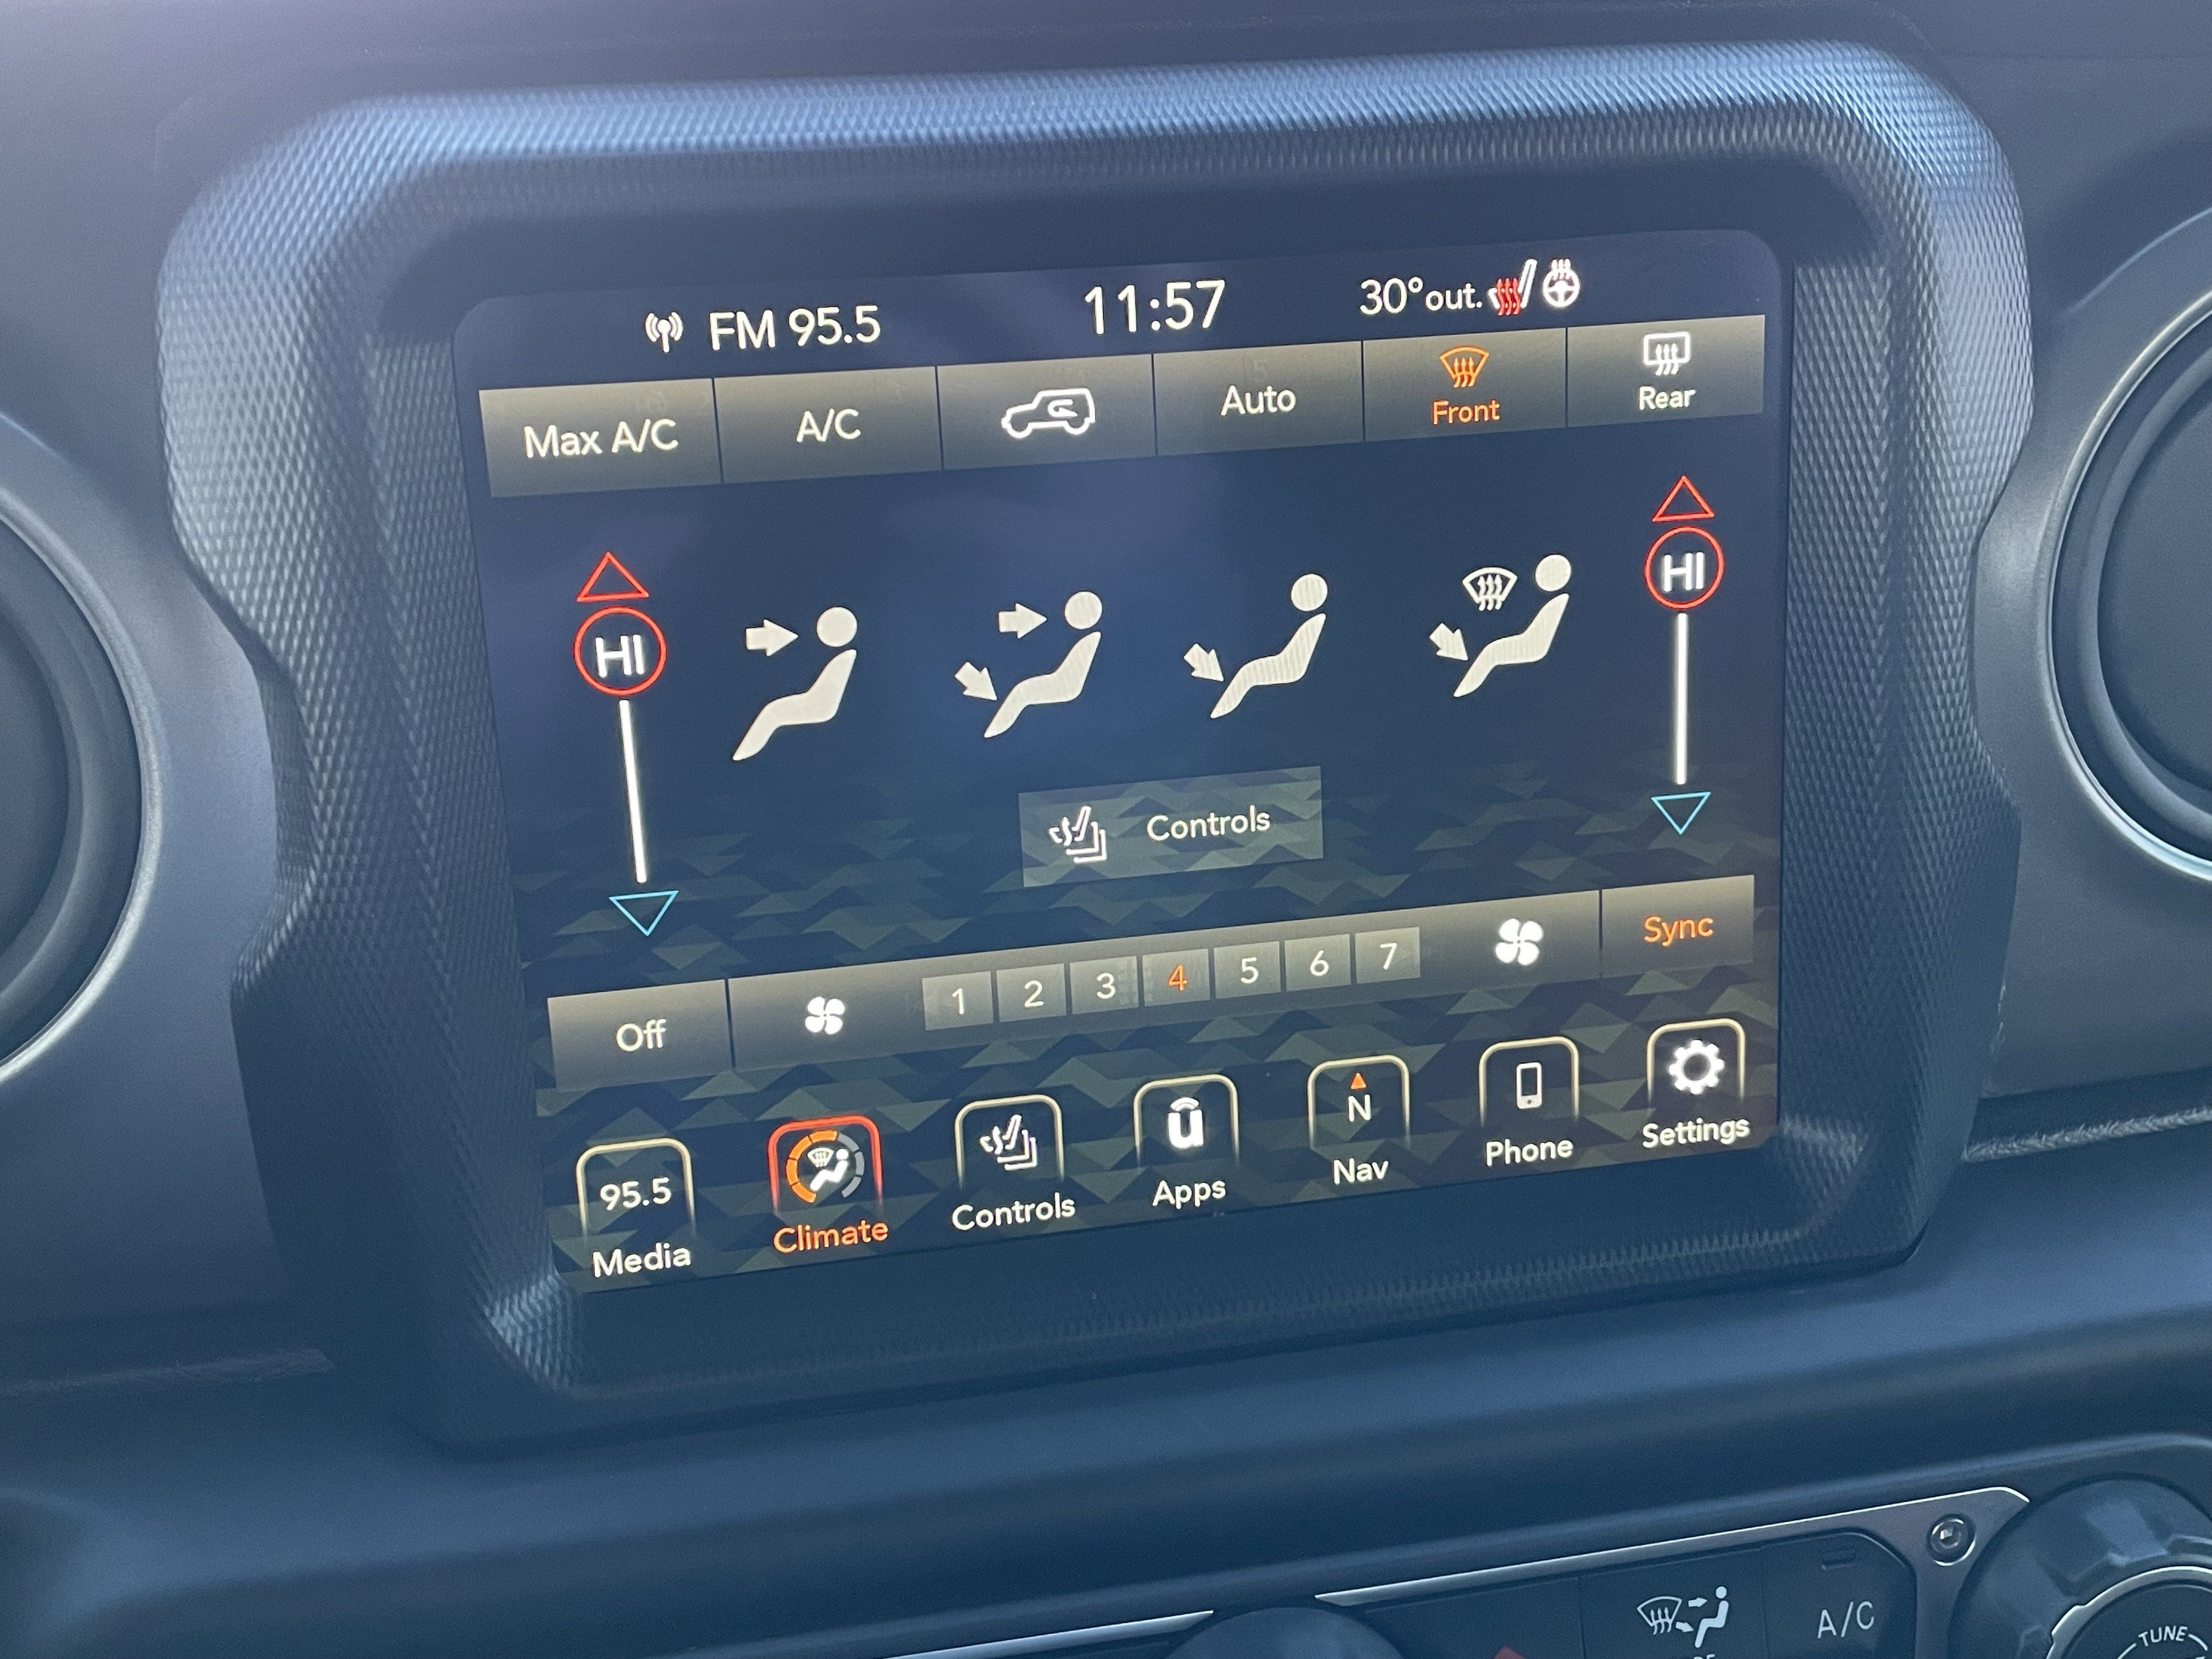 FM 95.5
11:57
30°out.
Max A/C
A/C
Auto
Front
Rear
HI
HI
Controls
Off
1 2 3 4 5 6 7
Sync
95.5
N
Media
Climate
Controls
Apps
Nav
Phone
Settings
A/C
TUNE